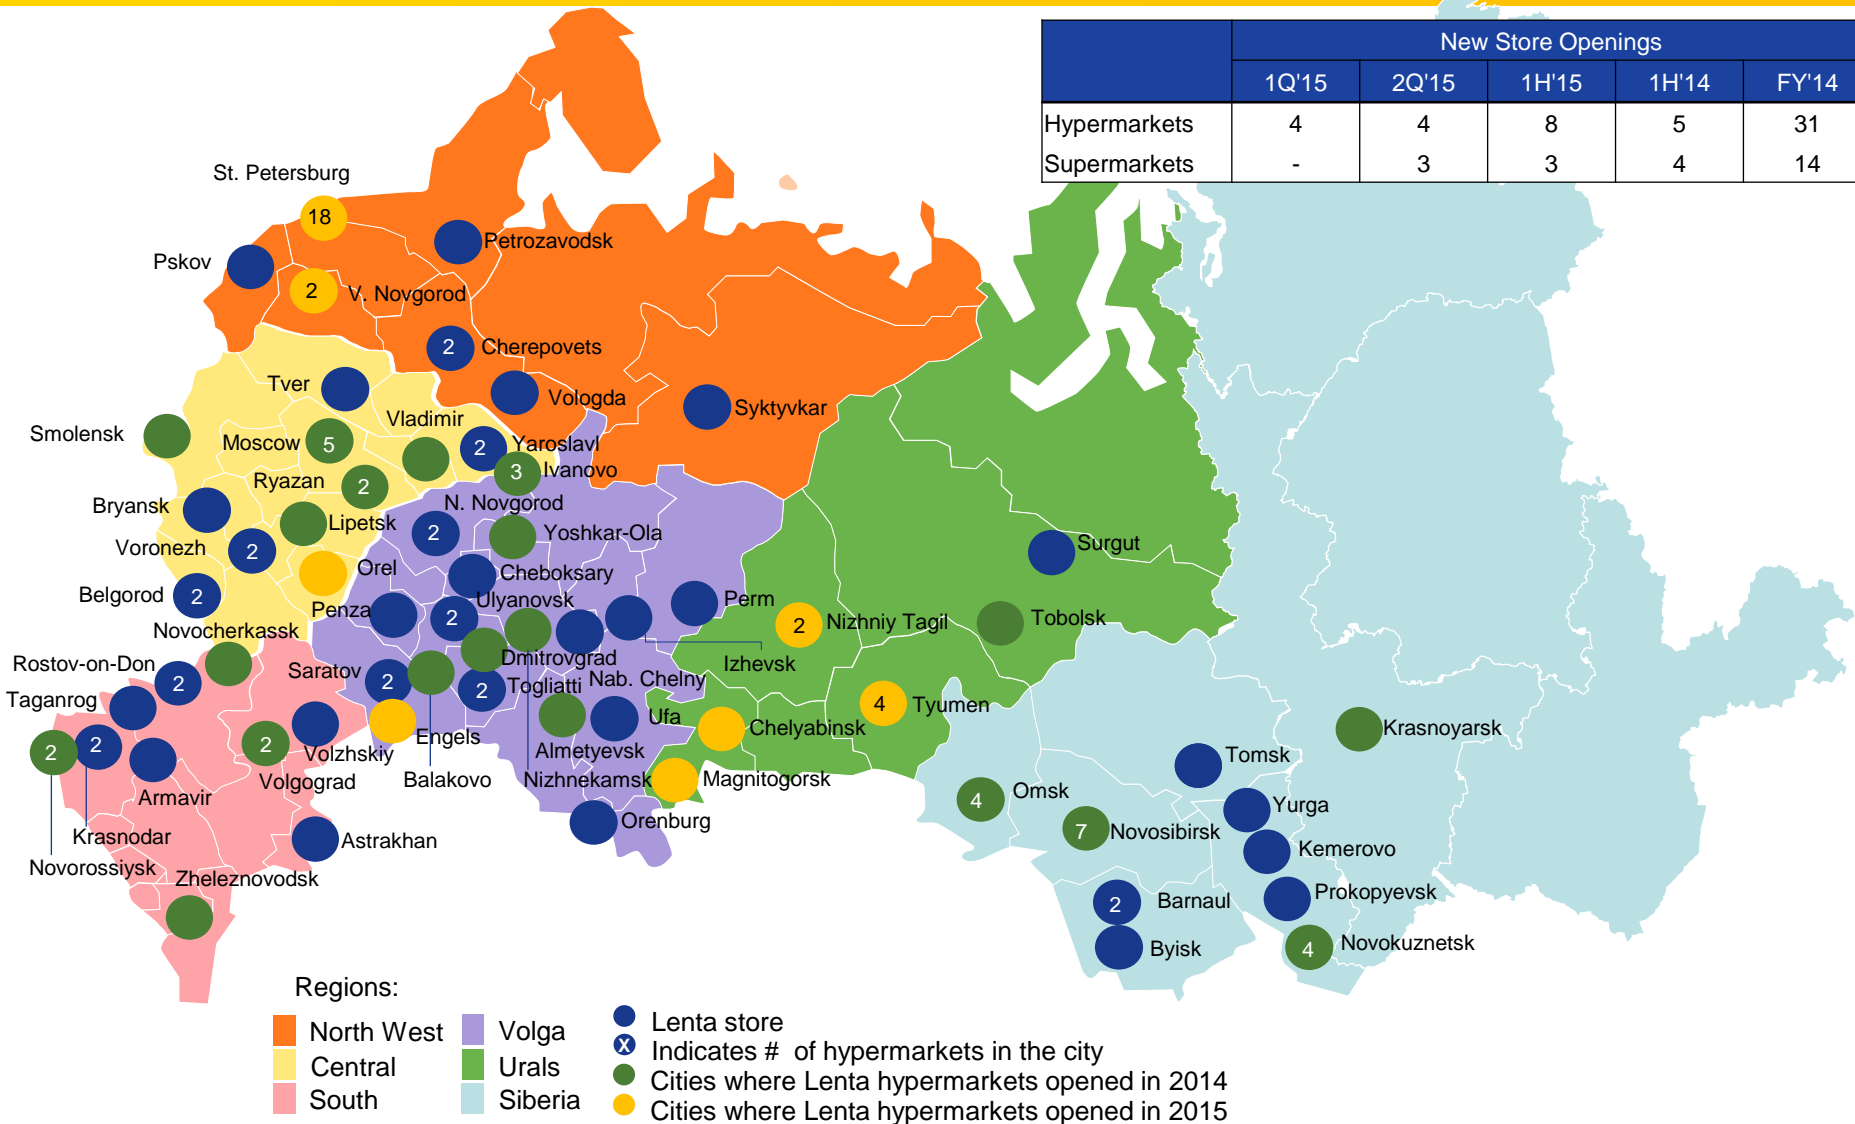 New Store Openings
1Q'15 2Q'15 1H'15 1H'14 FY'14
Hypermarkets 4 4 8 5 31
Supermarkets - 3 3 4 14
St. Petersburg
18
Petrozavodsk
Pskov
2 V. Novgorod
2 Cherepovets
Tver
Vologda
Syktyvkar
Vladimir
Smolensk
Moscow 5
2 Yaroslavl
3 Ivanovo
Ryazan 2
N. Novgorod
2
Bryansk
Lipetsk
Yoshkar-Ola
Voronezh 2
Surgut
Orel
Cheboksary
Belgorod 2
Ulyanovsk
2
Penza
Perm
2 Nizhniy Tagil
Tobolsk
Novocherkassk
Rostov-on-Don 2
Dmitrovgrad
Izhevsk
Saratov 2
2 Togliatti
Nab. Chelny
Taganrog
4 Tyumen
Ufa
Chelyabinsk
Krasnoyarsk
Engels
2
2
2
Volzhskiy
Almetyevsk
Tomsk
Volgograd
Balakovo
Nizhnekamsk
Magnitogorsk
Armavir
4 Omsk
Yurga
Orenburg
7 Novosibirsk
Krasnodar
Astrakhan
Kemerovo
Novorossiysk
Zheleznovodsk
Prokopyevsk
2 Barnaul
Byisk
4 Novokuznetsk
Regions:
North West
Central
South
Volga
Urals
Siberia
Lenta store
X Indicates # of hypermarkets in the city
Cities where Lenta hypermarkets opened in 2014
Cities where Lenta hypermarkets opened in 2015